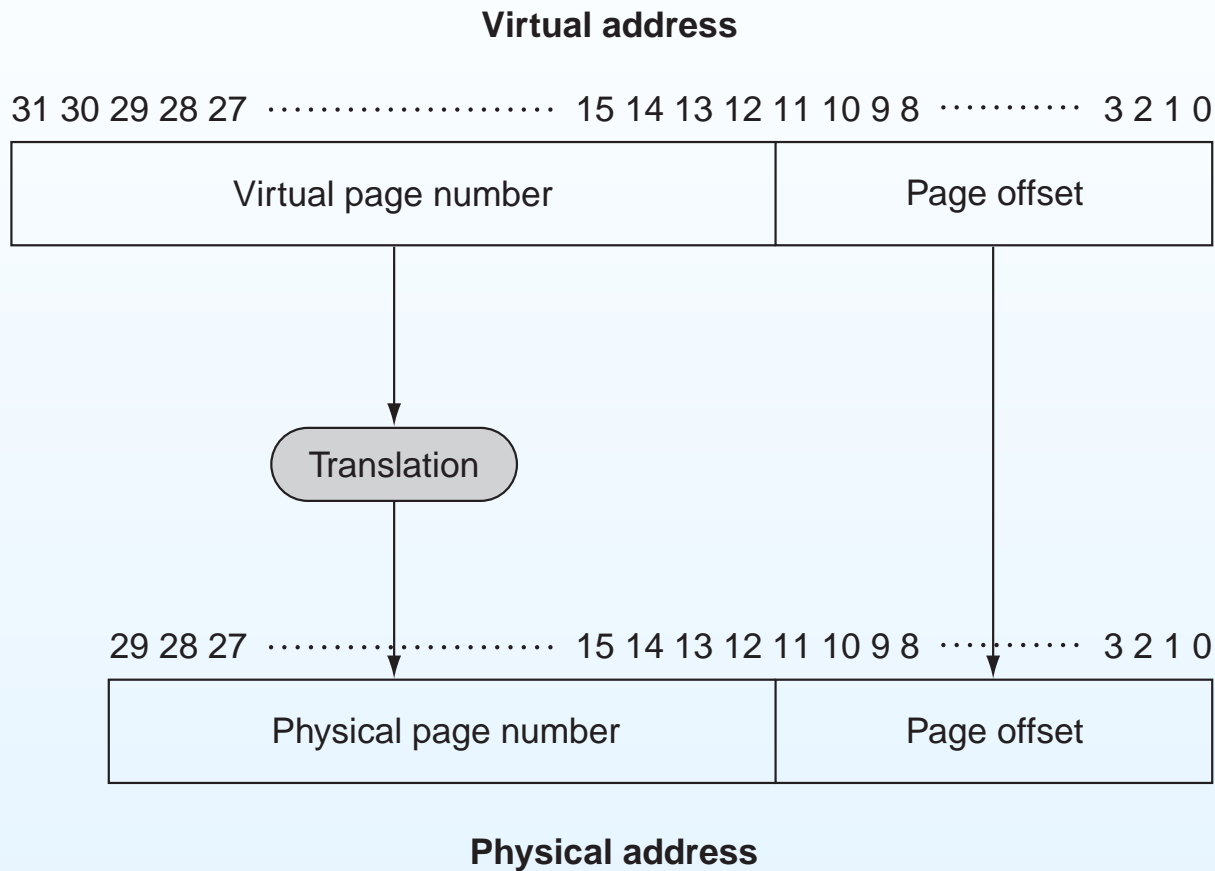 Virtual address
31 30 29 28 27 ······················ 15 14 13 12 11 10 9 8 ··········· 3 2 1 0
Virtual page number Page offset
Translation
29 28 27 ······················ 15 14 13 12 11 10 9 8 ··········· 3 2 1 0
Physical page number Page offset
Physical address